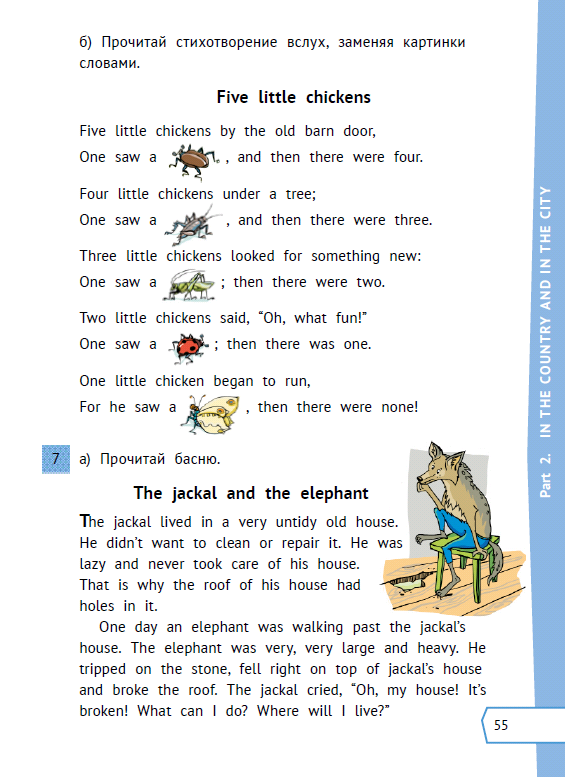 б) Прочитай стихотворение вслух, заменяя картинки
словами.
Five little chickens
Five little chickens by the old barn door,
One saw a , and then there were four.
Four little chickens under a tree;
One saw a , and then there were three.
Three little chickens looked for something new:
One saw a ; then there were two.
Two little chickens said, “Oh, what fun!”
One saw a ; then there was one.
One little chicken began to run,
For he saw a , then there were none!
7 а) Прочитай басню.
The jackal and the elephant
The jackal lived in a very untidy old house.
He didn’t want to clean or repair it. He was
lazy and never took care of his house.
That is why the roof of his house had
holes in it.
One day an elephant was walking past the jackal’s
house. The elephant was very, very large and heavy. He
tripped on the stone, fell right on top of jackal’s house
and broke the roof. The jackal cried, “Oh, my house! It’s
broken! What can I do? Where will I live?”
Part 2. IN THE COUNTRY AND IN THE CITY
55